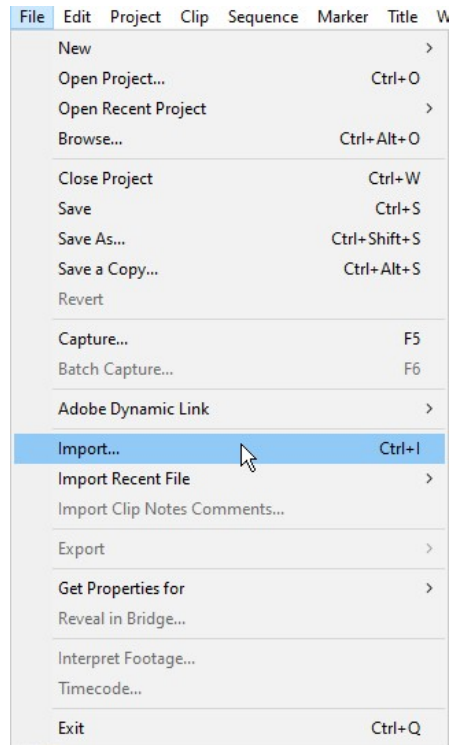 File Edit Project Clip Sequence Marker Title W
New >
Open Project... Ctrl+O
Open Recent Project >
Browse... Ctrl+Alt+O
Close Project Ctrl+W
Save Ctrl+S
Save As... Ctrl+Shift+S
Save a Copy... Ctrl+Alt+S
Revert
Capture... F5
Batch Capture... F6
Adobe Dynamic Link >
Import... Ctrl+I
Import Recent File >
Import Clip Notes Comments...
Export >
Get Properties for >
Reveal in Bridge...
Interpret Footage...
Timecode...
Exit Ctrl+Q